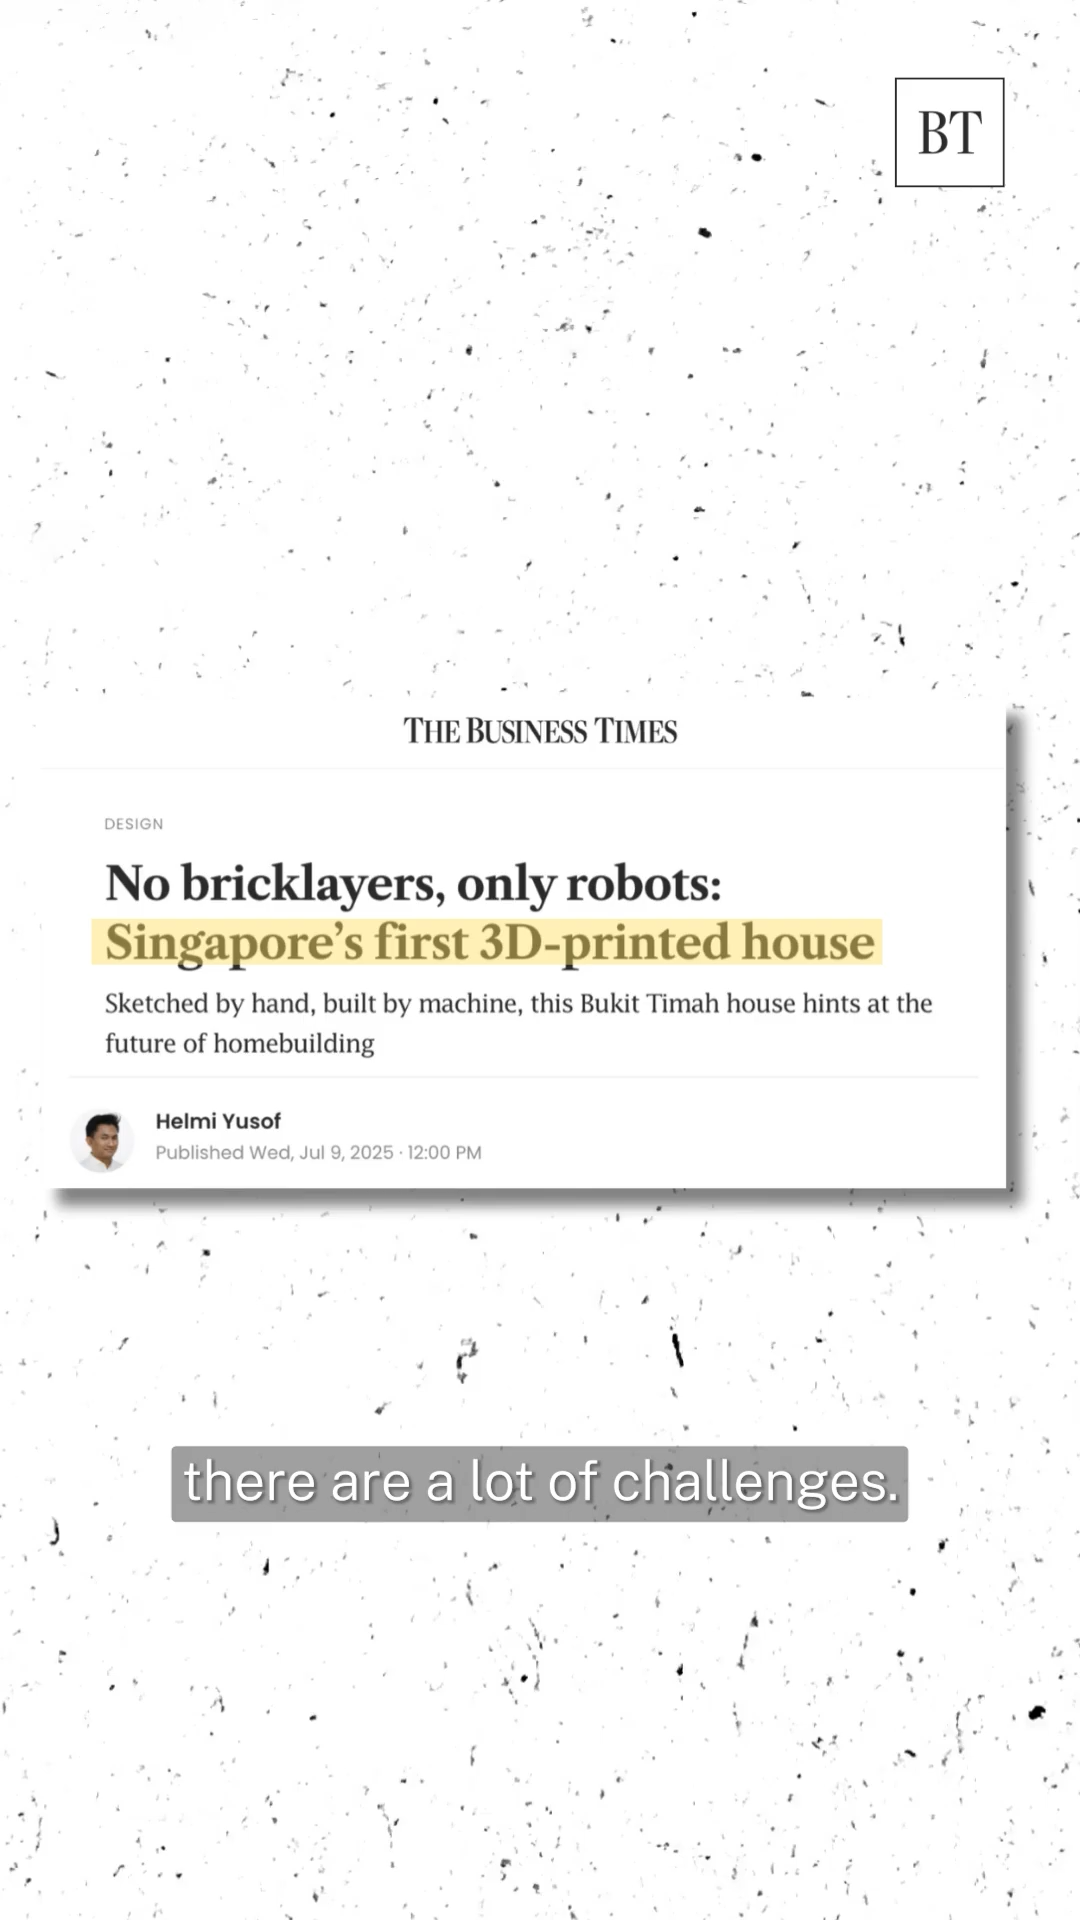 BT
THE BUSINESS TIMES
DESIGN
No bricklayers, only robots:
Singapore’s first 3D-printed house
Sketched by hand, built by machine, this Bukit Timah house hints at the
future of homebuilding
Helmi Yusof
Published Wed, Jul 9, 2025 · 12:00 PM
there are a lot of challenges.